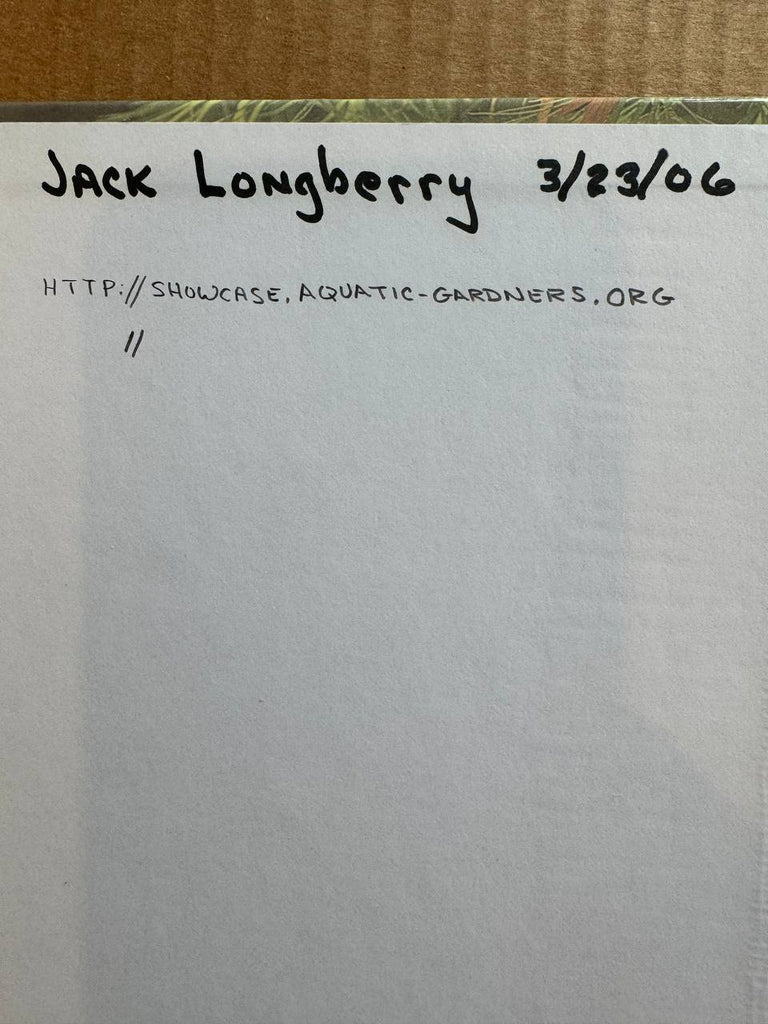 Jack Longberry 3/23/06
HTTP://SHOWCASE.AQUATIC-GARDNERS.ORG
//